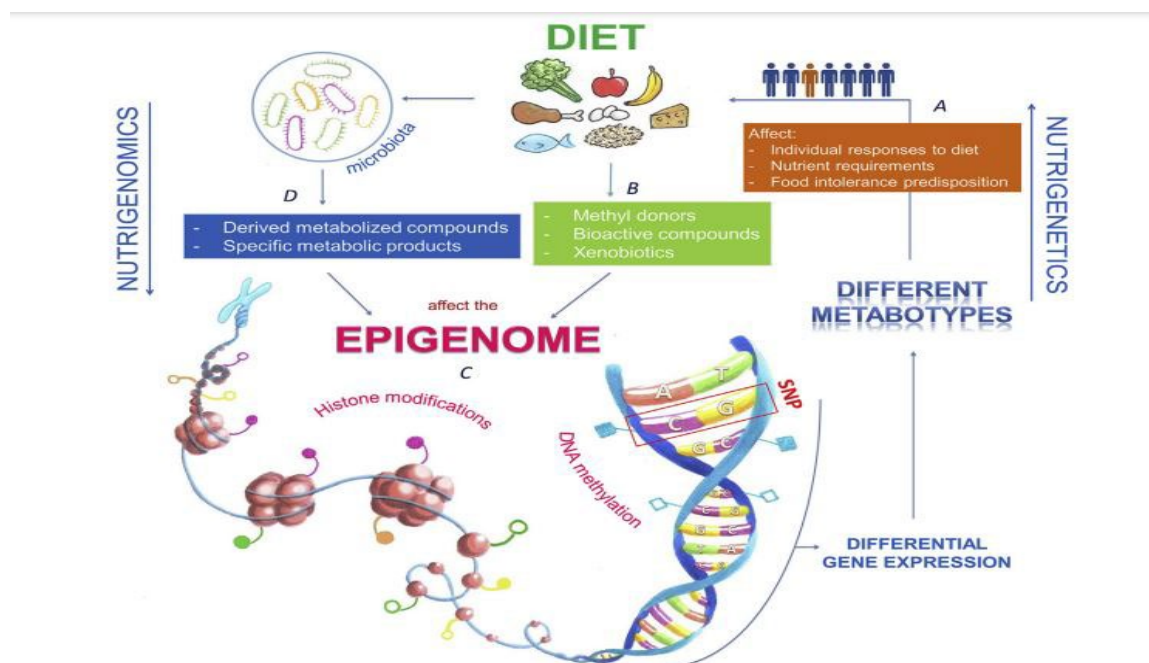 DIET
A
NUTRIGENOMICS
microbiota
Affect:
- Individual responses to diet
- Nutrient requirements
- Food intolerance predisposition
NUTRIGENETICS
D
B
- Derived metabolized compounds
- Specific metabolic products
- Methyl donors
- Bioactive compounds
- Xenobiotics
affect the
EPIGENOME
C
DIFFERENT
METABOTYPES
Histone modifications
DNA methylation
SNP
A T
C G
G C
C G
G C
T A
DIFFERENTIAL
GENE EXPRESSION